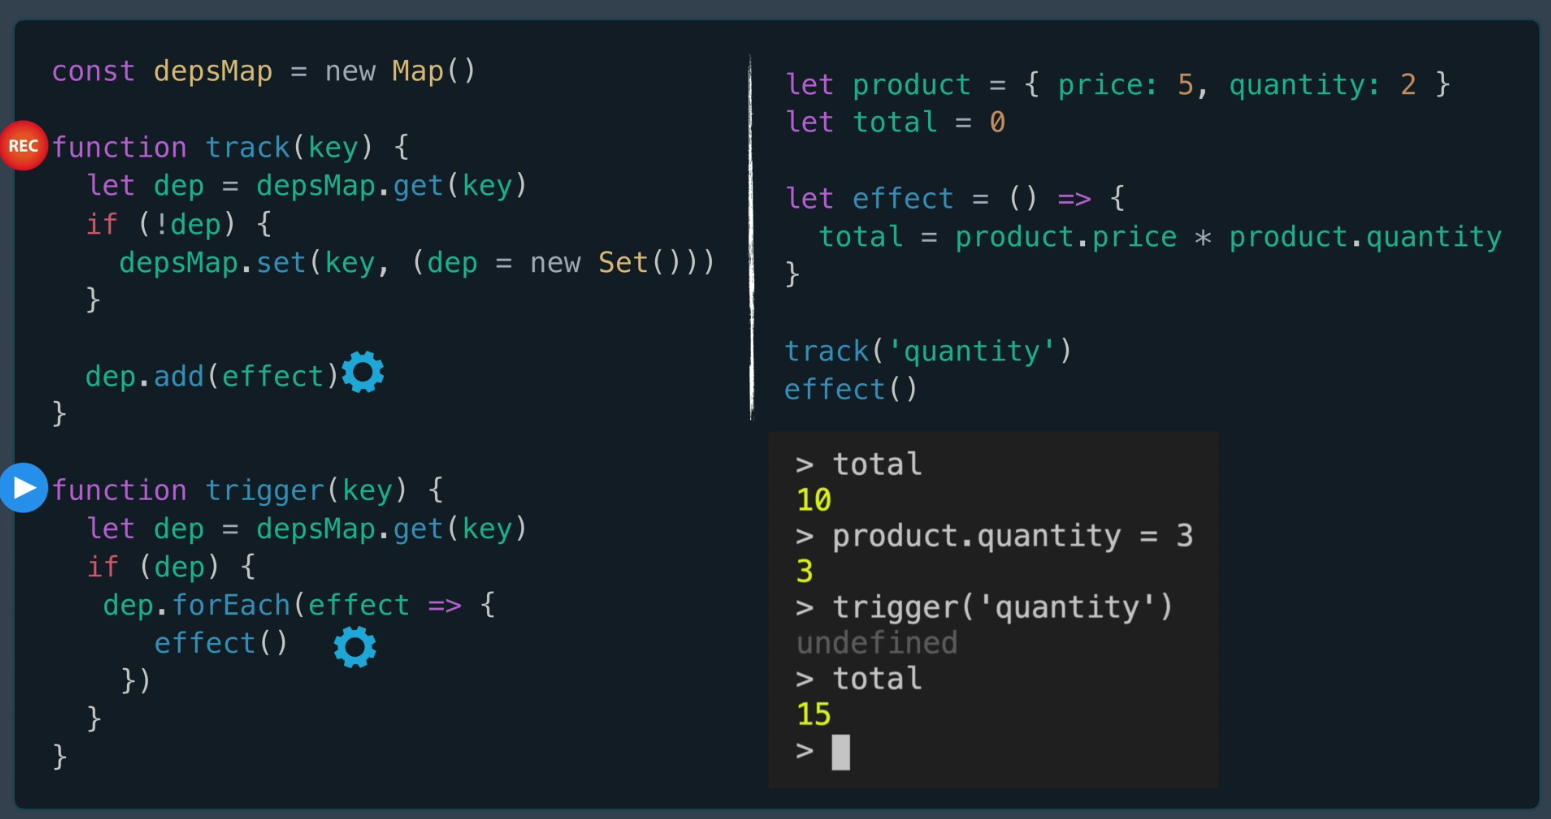 const depsMap = new Map()
REC
function track(key) {
let dep = depsMap.get(key)
if (!dep) {
depsMap.set(key, (dep = new Set()))
}
dep.add(effect)
}
function trigger(key) {
let dep = depsMap.get(key)
if (dep) {
dep.forEach(effect => {
effect()
})
}
}
let product = { price: 5, quantity: 2 }
let total = 0
let effect = () => {
total = product.price * product.quantity
}
track('quantity')
effect()
> total
10
> product.quantity = 3
3
> trigger('quantity')
undefined
> total
15
>